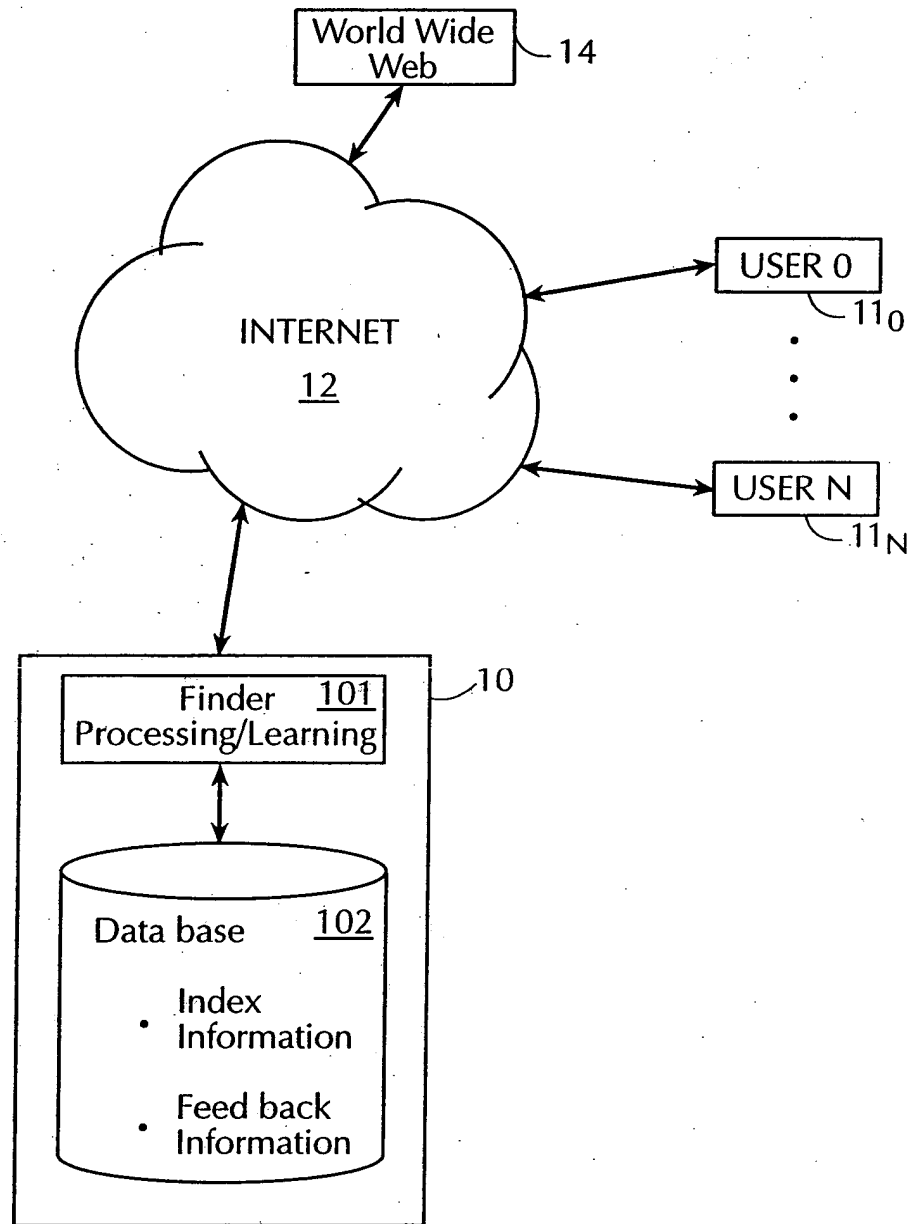 World Wide
Web
14
USER 0
11₀
INTERNET
12
USER N
11N
10
Finder 101
Processing/Learning
Data base 102
• Index
Information
• Feed back
Information